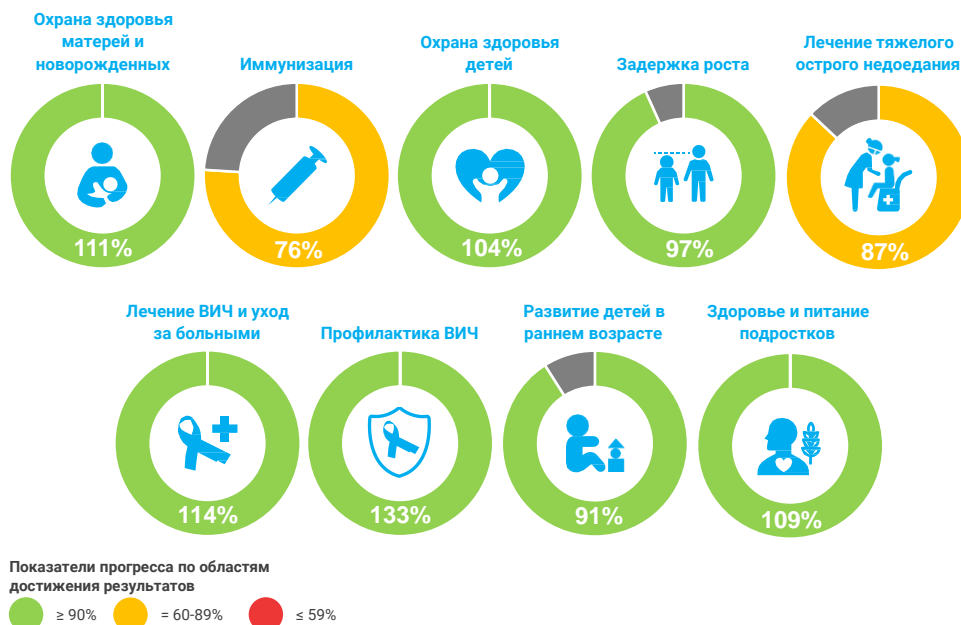 Охрана здоровья
матерей и
новорожденных
Иммунизация
Охрана здоровья
детей
Задержка роста
Лечение тяжелого
острого недоедания
111%
76%
104%
97%
87%
Лечение ВИЧ и уход
за больными
Профилактика ВИЧ
Развитие детей в
раннем возрасте
Здоровье и питание
подростков
114%
133%
91%
109%
Показатели прогресса по областям
достижения результатов
≥ 90%
= 60-89%
≤ 59%